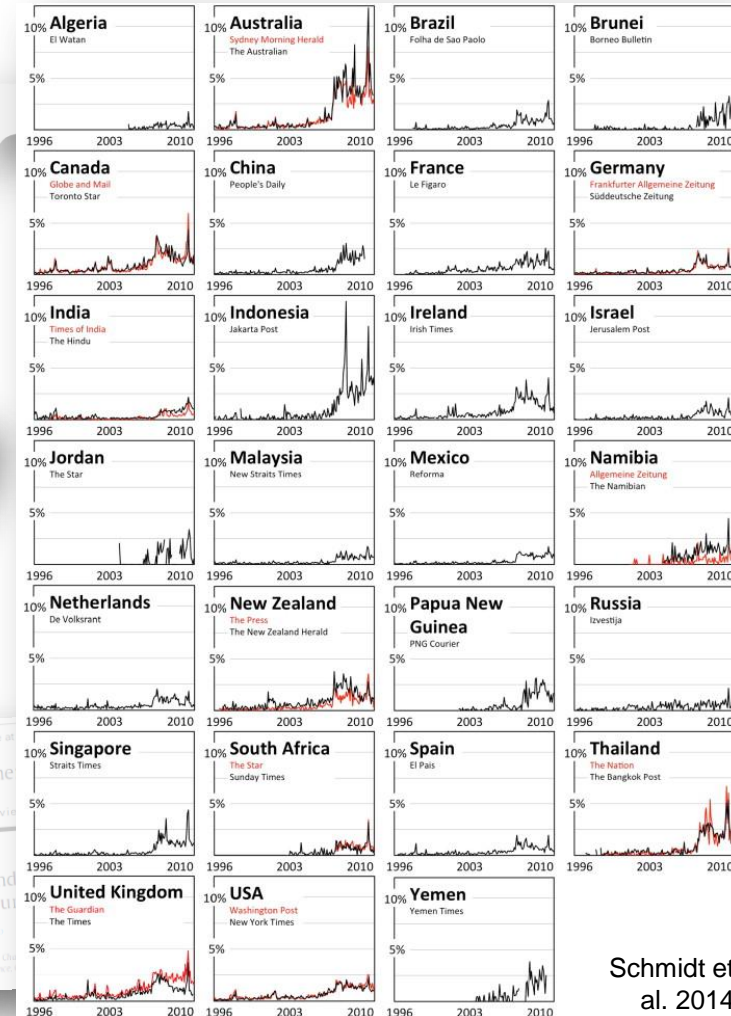 10% Algeria
El Watan
5%
1996 2003 2010
10% Australia
Sydney Morning Herald
The Australian
5%
1996 2003 2010
10% Brazil
Folha de Sao Paolo
5%
1996 2003 2010
10% Brunei
Borneo Bulletin
5%
1996 2003 2010
10% Canada
Globe and Mail
Toronto Star
5%
1996 2003 2010
10% China
People's Daily
5%
1996 2003 2010
10% France
Le Figaro
5%
1996 2003 2010
10% Germany
Frankfurter Allgemeine Zeitung
Süddeutsche Zeitung
5%
1996 2003 2010
10% India
Times of India
The Hindu
5%
1996 2003 2010
10% Indonesia
Jakarta Post
5%
1996 2003 2010
10% Ireland
Irish Times
5%
1996 2003 2010
10% Israel
Jerusalem Post
5%
1996 2003 2010
10% Jordan
The Star
5%
1996 2003 2010
10% Malaysia
New Straits Times
5%
1996 2003 2010
10% Mexico
Reforma
5%
1996 2003 2010
10% Namibia
Allgemeine Zeitung
The Namibian
5%
1996 2003 2010
10% Netherlands
De Volksrant
5%
1996 2003 2010
10% New Zealand
The Press
The New Zealand Herald
5%
1996 2003 2010
10% Papua New
Guinea
PNG Courier
5%
1996 2003 2010
10% Russia
Izvestija
5%
1996 2003 2010
10% Singapore
Straits Times
5%
1996 2003 2010
10% South Africa
The Star
Sunday Times
5%
1996 2003 2010
10% Spain
El Pais
5%
1996 2003 2010
10% Thailand
The Nation
The Bangkok Post
5%
1996 2003 2010
10% United Kingdom
The Guardian
The Times
5%
1996 2003 2010
10% USA
Washington Post
New York Times
5%
1996 2003 2010
10% Yemen
Yemen Times
5%
1996 2003 2010
Schmidt et
al. 2014